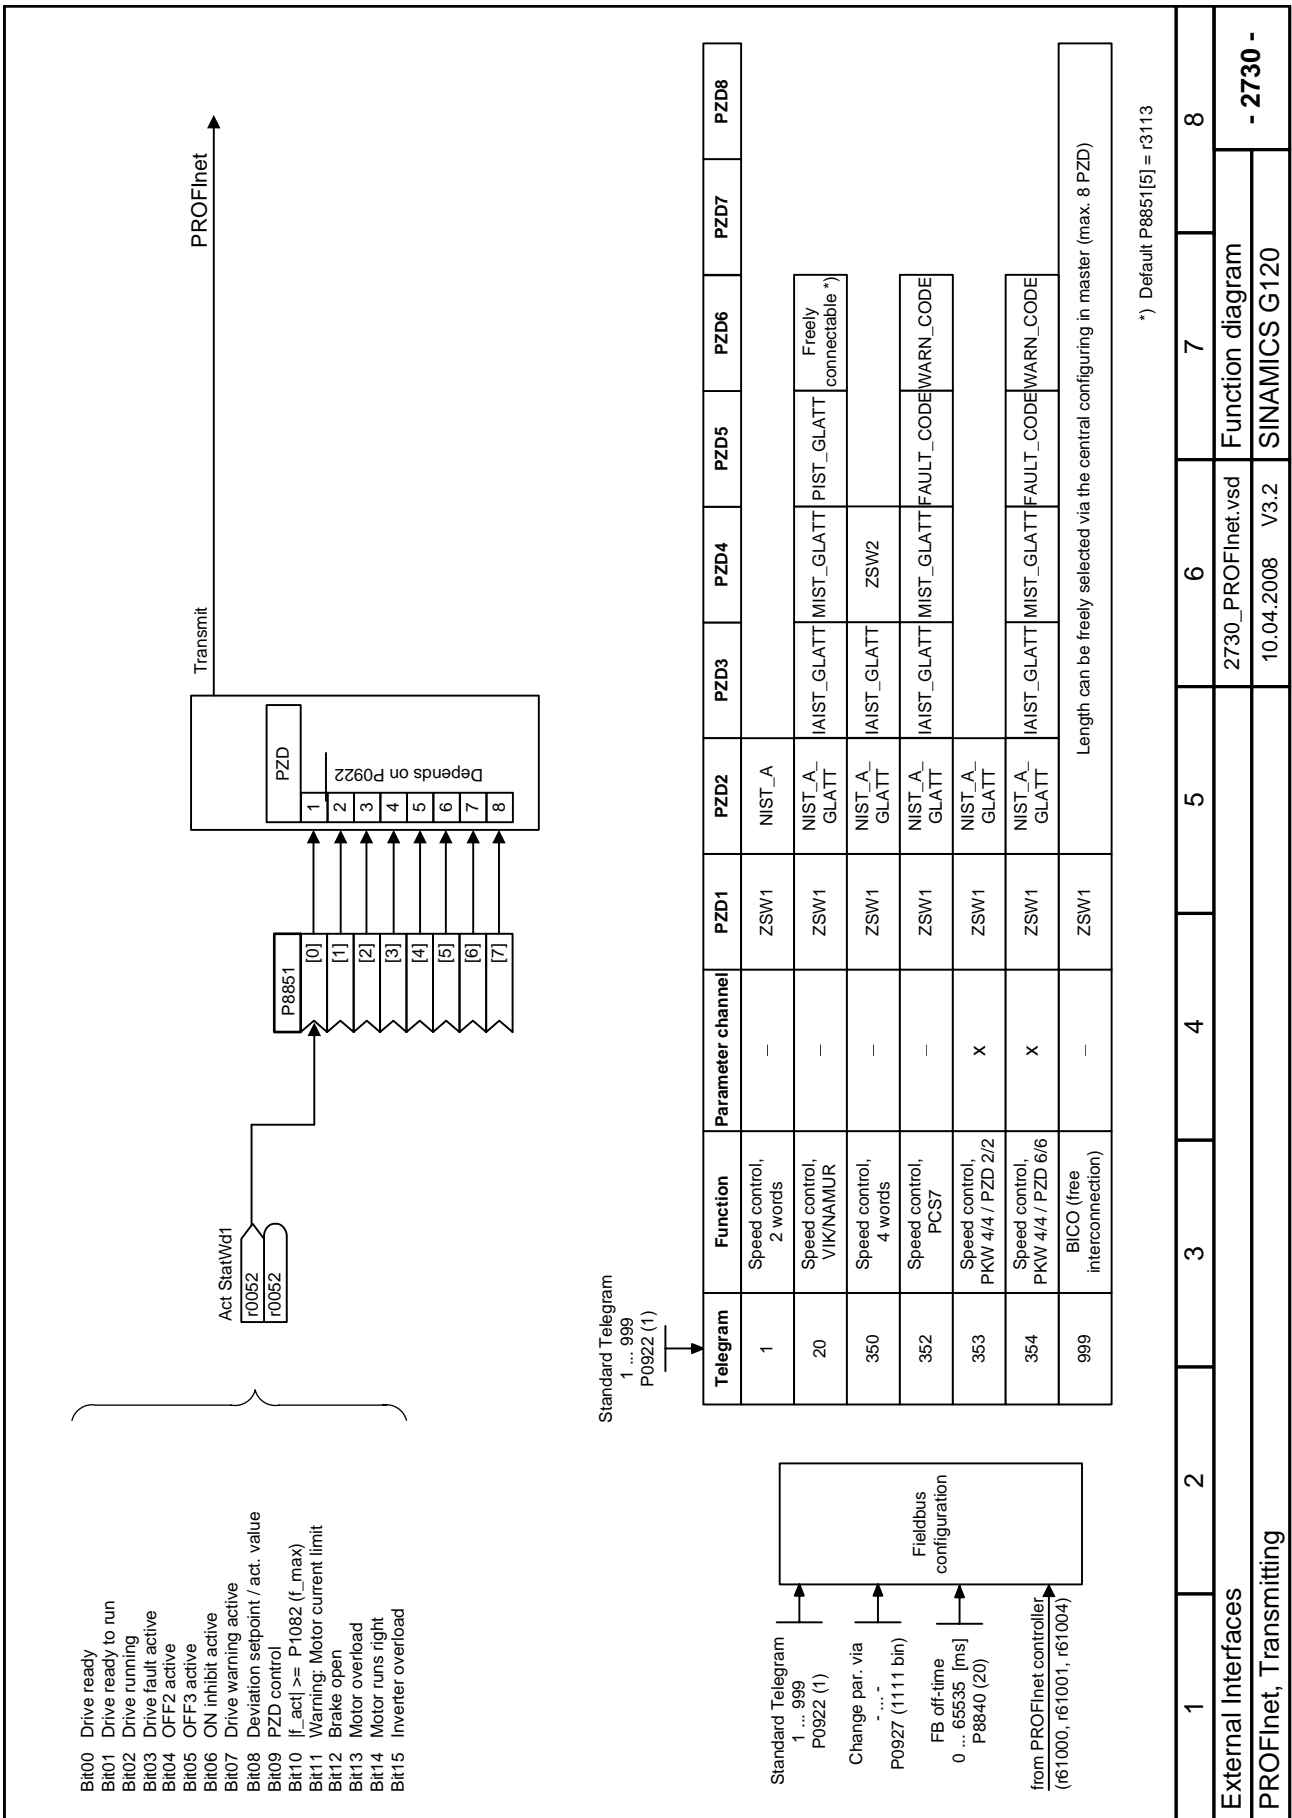 Bit00 Drive ready
Bit01 Drive ready to run
Bit02 Drive running
Bit03 Drive fault active
Bit04 OFF2 active
Bit05 OFF3 active
Bit06 ON inhibit active
Bit07 Drive warning active
Bit08 Deviation setpoint / act. value
Bit09 PZD control
Bit10 |f_act| >= P1082 (f_max)
Bit11 Warning: Motor current limit
Bit12 Brake open
Bit13 Motor overload
Bit14 Motor runs right
Bit15 Inverter overload
Act StatWd1
r0052
r0052
P8851
[0]
[1]
[2]
[3]
[4]
[5]
[6]
[7]
PZD
1
2
3
4
5
6
7
8
Depends on P0922
Transmit
PROFInet
Standard Telegram
1 ... 999
P0922 (1)
Telegram Function Parameter channel PZD1 PZD2 PZD3 PZD4 PZD5 PZD6 PZD7 PZD8
1 Speed control, 2 words – ZSW1 NIST_A
20 Speed control, VIK/NAMUR – ZSW1 NIST_A_ GLATT IAIST_GLATT MIST_GLATT PIST_GLATT Freely connectable *)
350 Speed control, 4 words – ZSW1 NIST_A_ GLATT IAIST_GLATT ZSW2
352 Speed control, PCS7 – ZSW1 NIST_A_ GLATT IAIST_GLATT MIST_GLATT FAULT_CODE WARN_CODE
353 Speed control, PKW 4/4 / PZD 2/2 x ZSW1 NIST_A_ GLATT
354 Speed control, PKW 4/4 / PZD 6/6 x ZSW1 NIST_A_ GLATT IAIST_GLATT MIST_GLATT FAULT_CODE WARN_CODE
999 BICO (free interconnection) – ZSW1 Length can be freely selected via the central configuring in master (max. 8 PZD)
*) Default P8851[5] = r3113
Standard Telegram
1 ... 999
P0922 (1)
Change par. via
- ... -
P0927 (1111 bin)
FB off-time
0 ... 65535 [ms]
P8840 (20)
from PROFInet controller
(r61000, r61001, r61004)
Fieldbus
configuration
1 2 3 4 5 6 7 8
External Interfaces 2730_PROFInet.vsd Function diagram
PROFInet, Transmitting 10.04.2008 V3.2 SINAMICS G120
- 2730 -